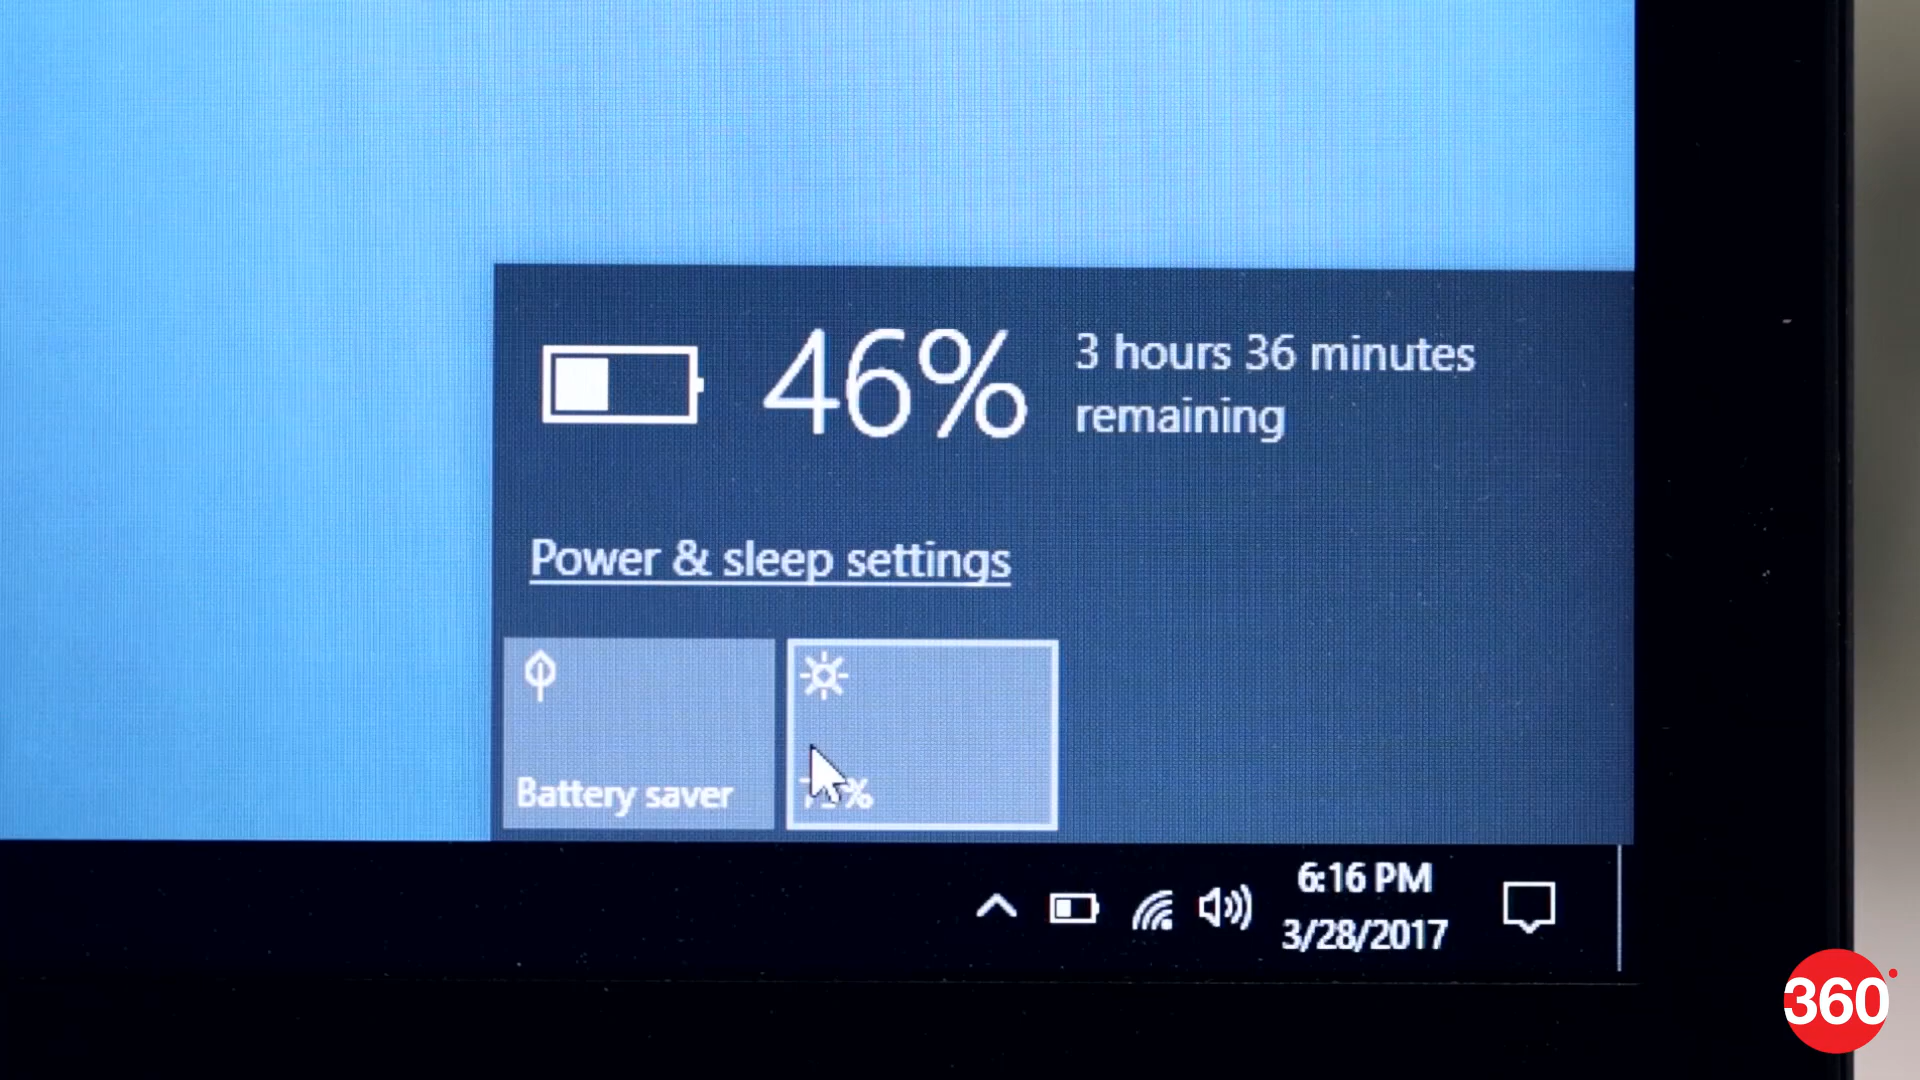 46%
3 hours 36 minutes
remaining
Power & sleep settings
Battery saver
%
6:16 PM
3/28/2017
360